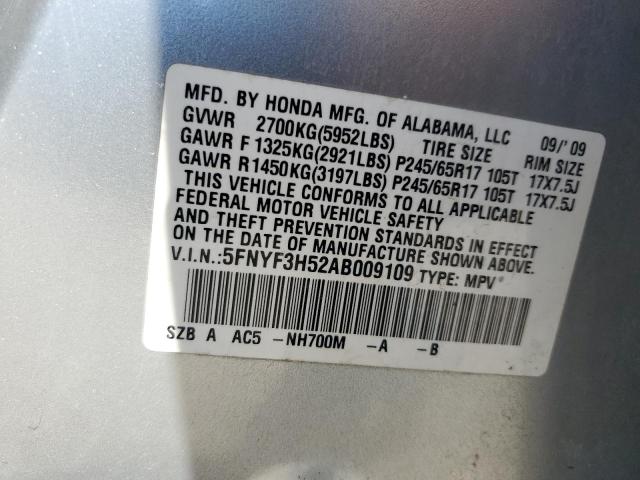 MFD. BY HONDA MFG. OF ALABAMA, LLC 09/'09
GVWR 2700KG(5952LBS) TIRE SIZE RIM SIZE
GAWR F 1325KG(2921LBS) P245/65R17 105T 17X7.5J
GAWR R 1450KG(3197LBS) P245/65R17 105T 17X7.5J
THIS VEHICLE CONFORMS TO ALL APPLICABLE
FEDERAL MOTOR VEHICLE SAFETY
AND THEFT PREVENTION STANDARDS IN EFFECT
ON THE DATE OF MANUFACTURE SHOWN ABOVE.
V.I.N.:5FNYF3H52AB009109 TYPE: MPV
SZB A AC5 -NH700M -A -B